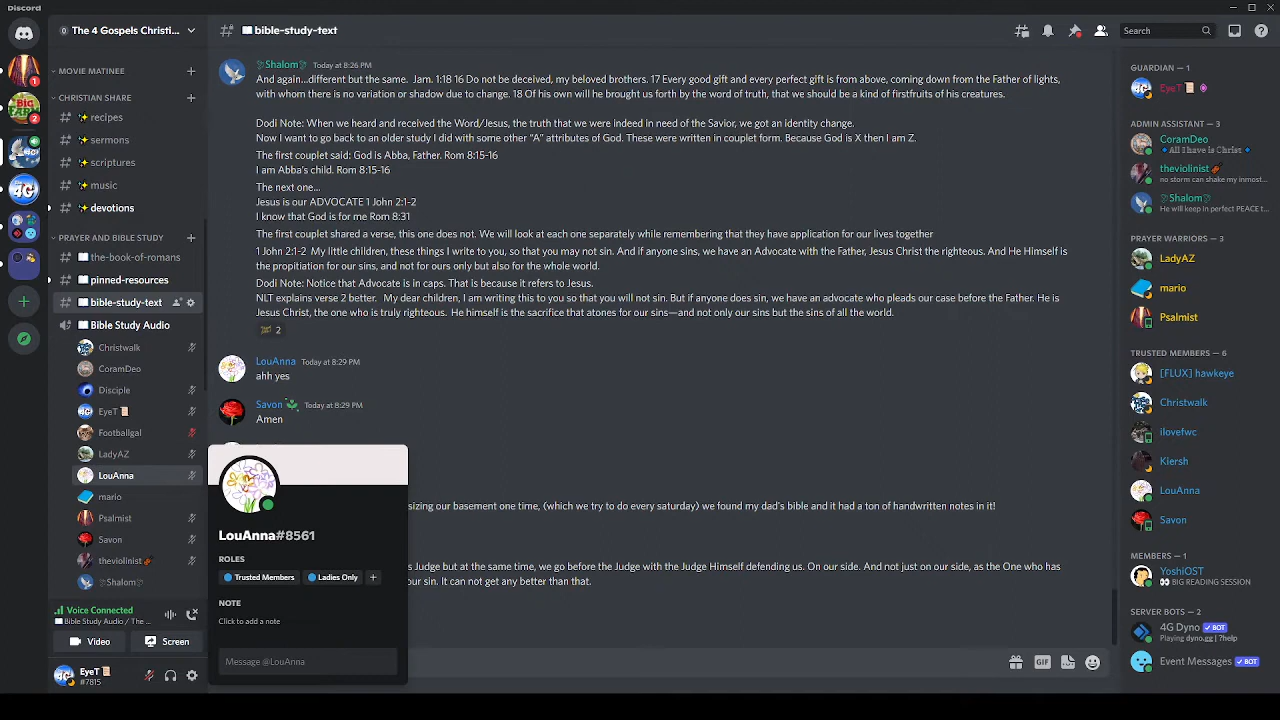 Discord
The 4 Gospels Christi...
bible-study-text
Search
MOVIE MATINEE
CHRISTIAN SHARE
# ✨recipes
# ✨sermons
# ✨scriptures
# ✨music
# ✨devotions
PRAYER AND BIBLE STUDY
the-book-of-romans
pinned-resources
bible-study-text
Bible Study Audio
Christwalk
CoramDeo
Disciple
EyeT
Footballgal
LadyAZ
LouAnna
mario
Psalmist
Savon
theviolinist
Shalom
Voice Connected
Bible Study Audio / The ...
Video
Screen
EyeT
#7815
1
2
4G
Shalom Today at 8:26 PM
And again...different but the same.  Jam. 1:18 16 Do not be deceived, my beloved brothers. 17 Every good gift and every perfect gift is from above, coming down from the Father of lights,
with whom there is no variation or shadow due to change. 18 Of his own will he brought us forth by the word of truth, that we should be a kind of firstfruits of his creatures.
Dodi Note: When we heard and received the Word/Jesus, the truth that we were indeed in need of the Savior, we got an identity change.
Now I want to go back to an older study I did with some other “A” attributes of God. These were written in couplet form. Because God is X then I am Z.
The first couplet said: God is Abba, Father. Rom 8:15-16
I am Abba’s child. Rom 8:15-16
The next one...
Jesus is our ADVOCATE 1 John 2:1-2
I know that God is for me Rom 8:31
The first couplet shared a verse, this one does not. We will look at each one separately while remembering that they have application for our lives together
1 John 2:1-2  My little children, these things I write to you, so that you may not sin. And if anyone sins, we have an Advocate with the Father, Jesus Christ the righteous. And He Himself is
the propitiation for our sins, and not for ours only but also for the whole world.
Dodi Note: Notice that Advocate is in caps. That is because it refers to Jesus.
NLT explains verse 2 better.  My dear children, I am writing this to you so that you will not sin. But if anyone does sin, we have an advocate who pleads our case before the Father. He is
Jesus Christ, the one who is truly righteous.  He himself is the sacrifice that atones for our sins—and not only our sins but the sins of all the world.
2
LouAnna Today at 8:29 PM
ahh yes
Savon Today at 8:29 PM
Amen
sizing our basement one time, (which we try to do every saturday) we found my dad's bible and it had a ton of handwritten notes in it!
s Judge but at the same time, we go before the Judge with the Judge Himself defending us. On our side. And not just on our side, as the One who has
our sin. It can not get any better than that.
LouAnna#8561
ROLES
Trusted Members
Ladies Only
+
NOTE
Click to add a note
Message @LouAnna
GIF
GUARDIAN — 1
EyeT
ADMIN ASSISTANT — 3
CoramDeo
All I have is Christ
theviolinist
no storm can shake my inmost...
Shalom
He will keep in perfect PEACE t...
PRAYER WARRIORS — 3
LadyAZ
mario
Psalmist
TRUSTED MEMBERS — 6
[FLUX] hawkeye
Christwalk
ilovefwc
Kiersh
LouAnna
Savon
MEMBERS — 1
YoshiOST
BIG READING SESSION
SERVER BOTS — 2
4G Dyno ✓ BOT
Playing dyno.gg | ?help
Event Messages ✓ BOT